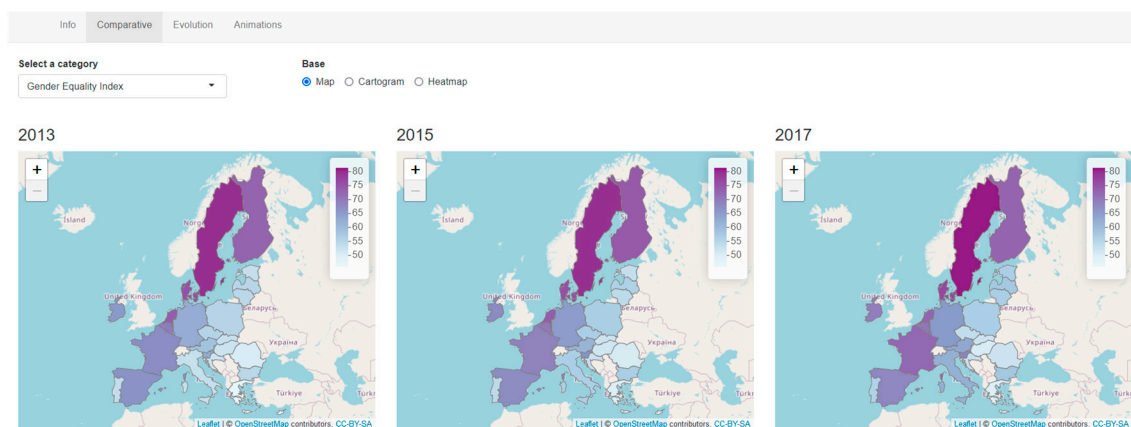 Info Comparative Evolution Animations
Select a category
Gender Equality Index
Base
Map Cartogram Heatmap
2013
+
−
Ísland
Norge
United Kingdom
Беларусь
Україна
Türkiye
80
75
70
65
60
55
50
Leaflet | © OpenStreetMap contributors, CC-BY-SA
2015
+
−
Ísland
Norge
United Kingdom
Беларусь
Україна
Türkiye
80
75
70
65
60
55
50
Leaflet | © OpenStreetMap contributors, CC-BY-SA
2017
+
−
Ísland
Norge
United Kingdom
Беларусь
Україна
Türkiye
80
75
70
65
60
55
50
Leaflet | © OpenStreetMap contributors, CC-BY-SA